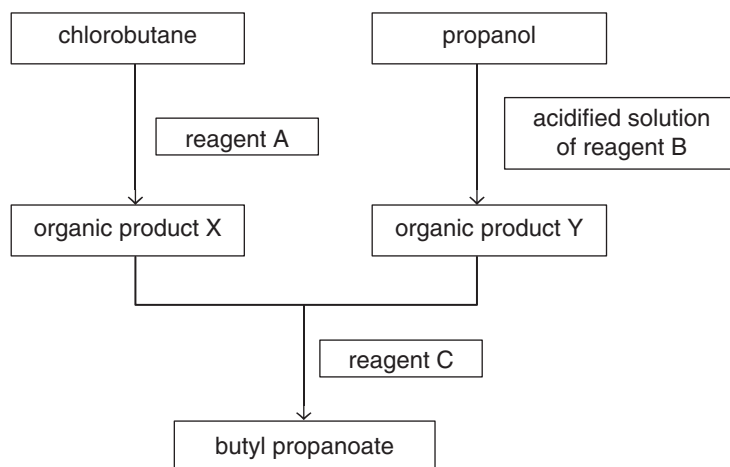 chlorobutane
propanol
reagent A
acidified solution
of reagent B
organic product X
organic product Y
reagent C
butyl propanoate